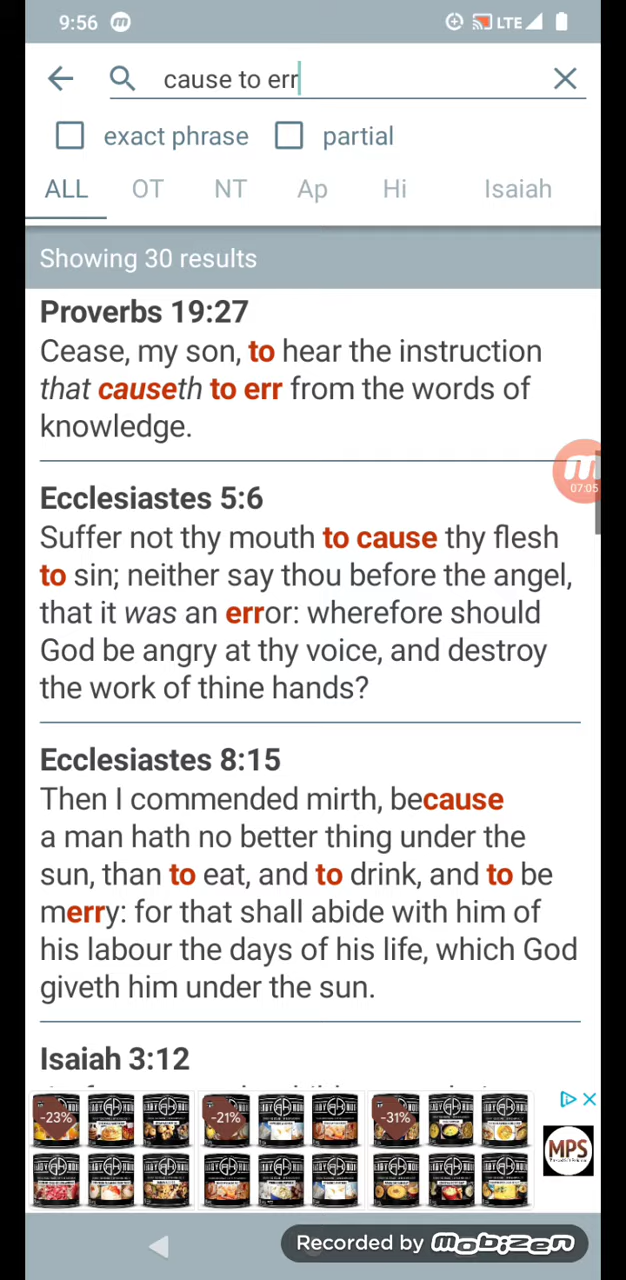 9:56
LTE
cause to err
exact phrase partial
ALL OT NT Ap Hi Isaiah
Showing 30 results
Proverbs 19:27
Cease, my son, to hear the instruction
that causeth to err from the words of
knowledge.
07:05
Ecclesiastes 5:6
Suffer not thy mouth to cause thy flesh
to sin; neither say thou before the angel,
that it was an error: wherefore should
God be angry at thy voice, and destroy
the work of thine hands?
Ecclesiastes 8:15
Then I commended mirth, because
a man hath no better thing under the
sun, than to eat, and to drink, and to be
merry: for that shall abide with him of
his labour the days of his life, which God
giveth him under the sun.
Isaiah 3:12
-23% -21% -31%
MPS
Recorded by mobizen